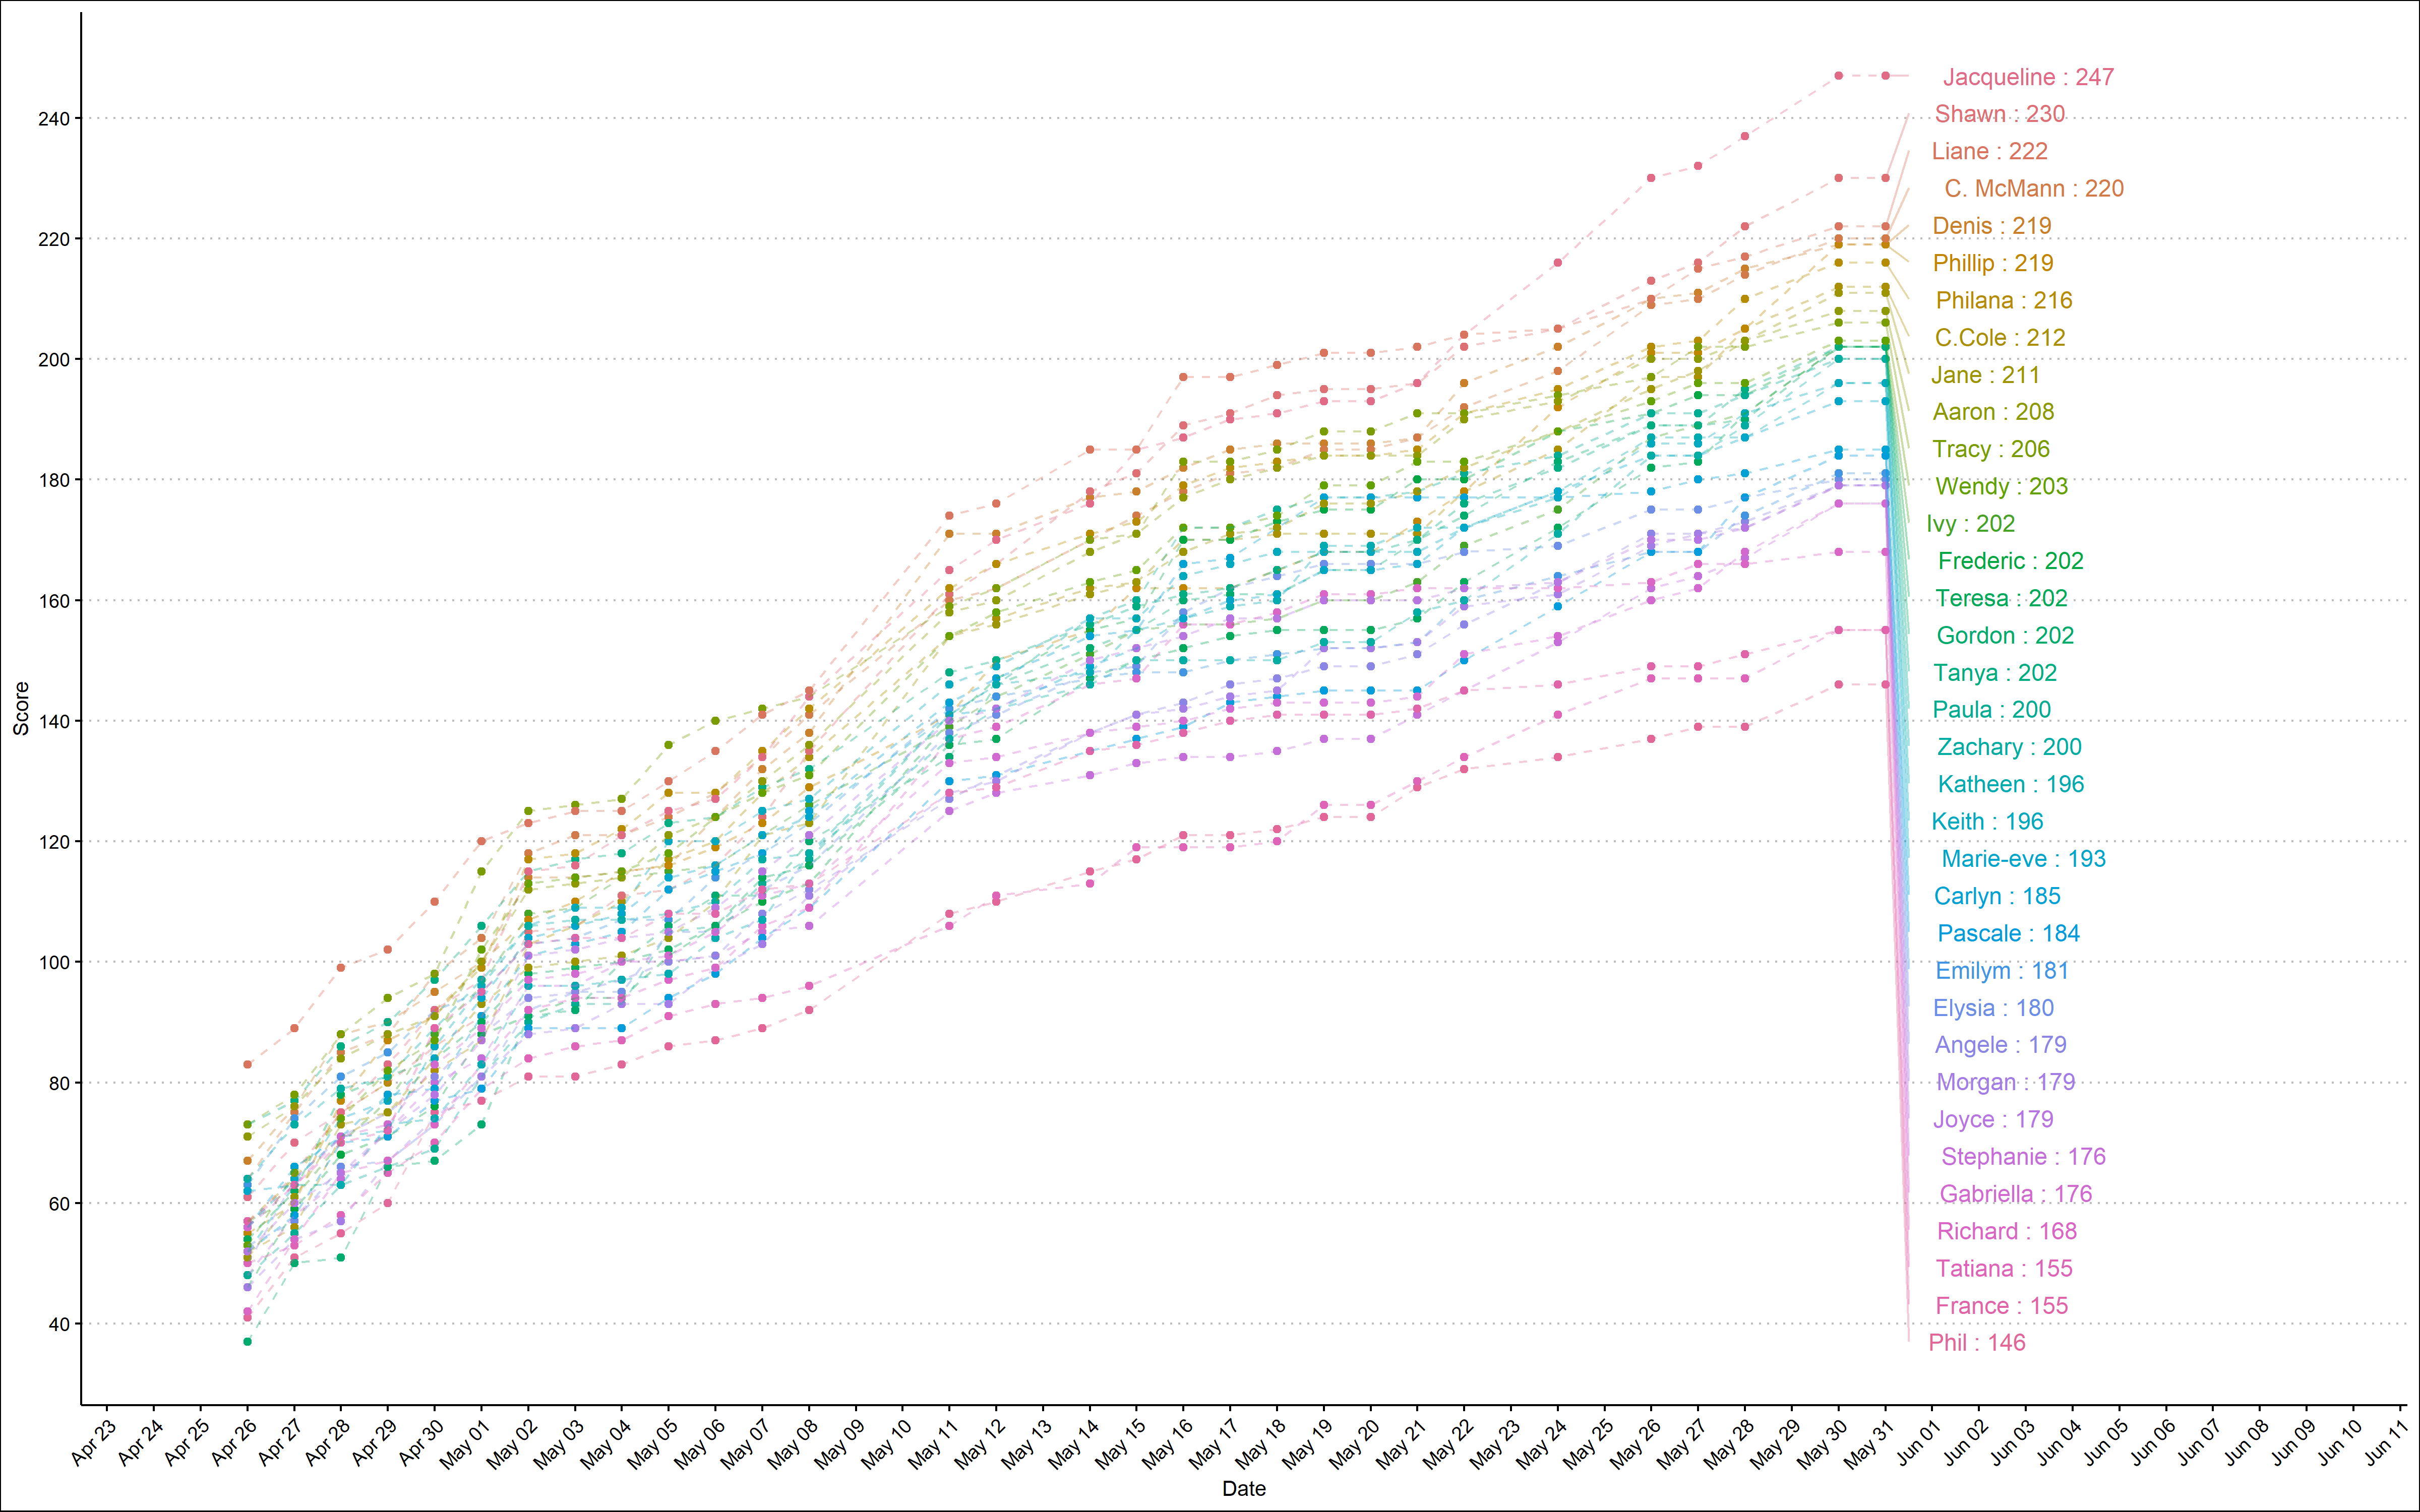 Score
240
220
200
180
160
140
120
100
80
60
40
Jacqueline : 247
Shawn : 230
Liane : 222
C. McMann : 220
Denis : 219
Phillip : 219
Philana : 216
C.Cole : 212
Jane : 211
Aaron : 208
Tracy : 206
Wendy : 203
Ivy : 202
Frederic : 202
Teresa : 202
Gordon : 202
Tanya : 202
Paula : 200
Zachary : 200
Katheen : 196
Keith : 196
Marie-eve : 193
Carlyn : 185
Pascale : 184
Emilym : 181
Elysia : 180
Angele : 179
Morgan : 179
Joyce : 179
Stephanie : 176
Gabriella : 176
Richard : 168
Tatiana : 155
France : 155
Phil : 146
Apr 23
Apr 24
Apr 25
Apr 26
Apr 27
Apr 28
Apr 29
Apr 30
May 01
May 02
May 03
May 04
May 05
May 06
May 07
May 08
May 09
May 10
May 11
May 12
May 13
May 14
May 15
May 16
May 17
May 18
May 19
May 20
May 21
May 22
May 23
May 24
May 25
May 26
May 27
May 28
May 29
May 30
May 31
Jun 01
Jun 02
Jun 03
Jun 04
Jun 05
Jun 06
Jun 07
Jun 08
Jun 09
Jun 10
Jun 11
Date